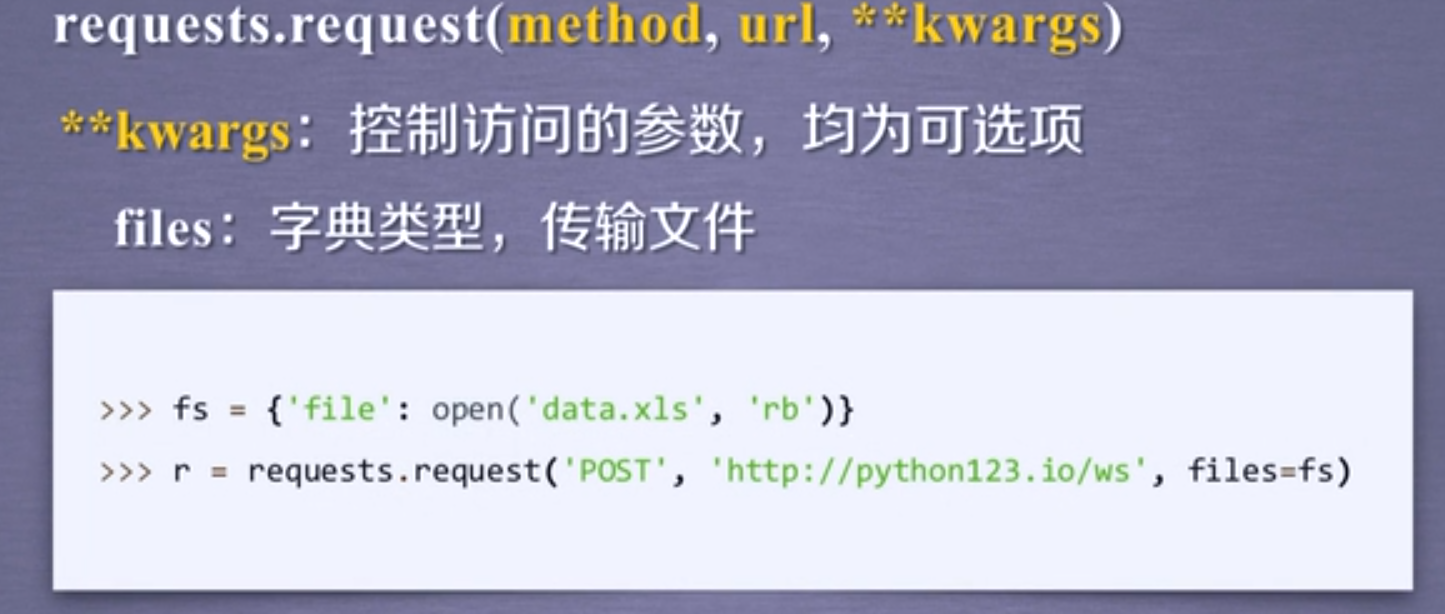 requests.request(method, url, **kwargs)
**kwargs：控制访问的参数，均为可选项
files：字典类型，传输文件
>>> fs = {'file': open('data.xls', 'rb')}
>>> r = requests.request('POST', 'http://python123.io/ws', files=fs)